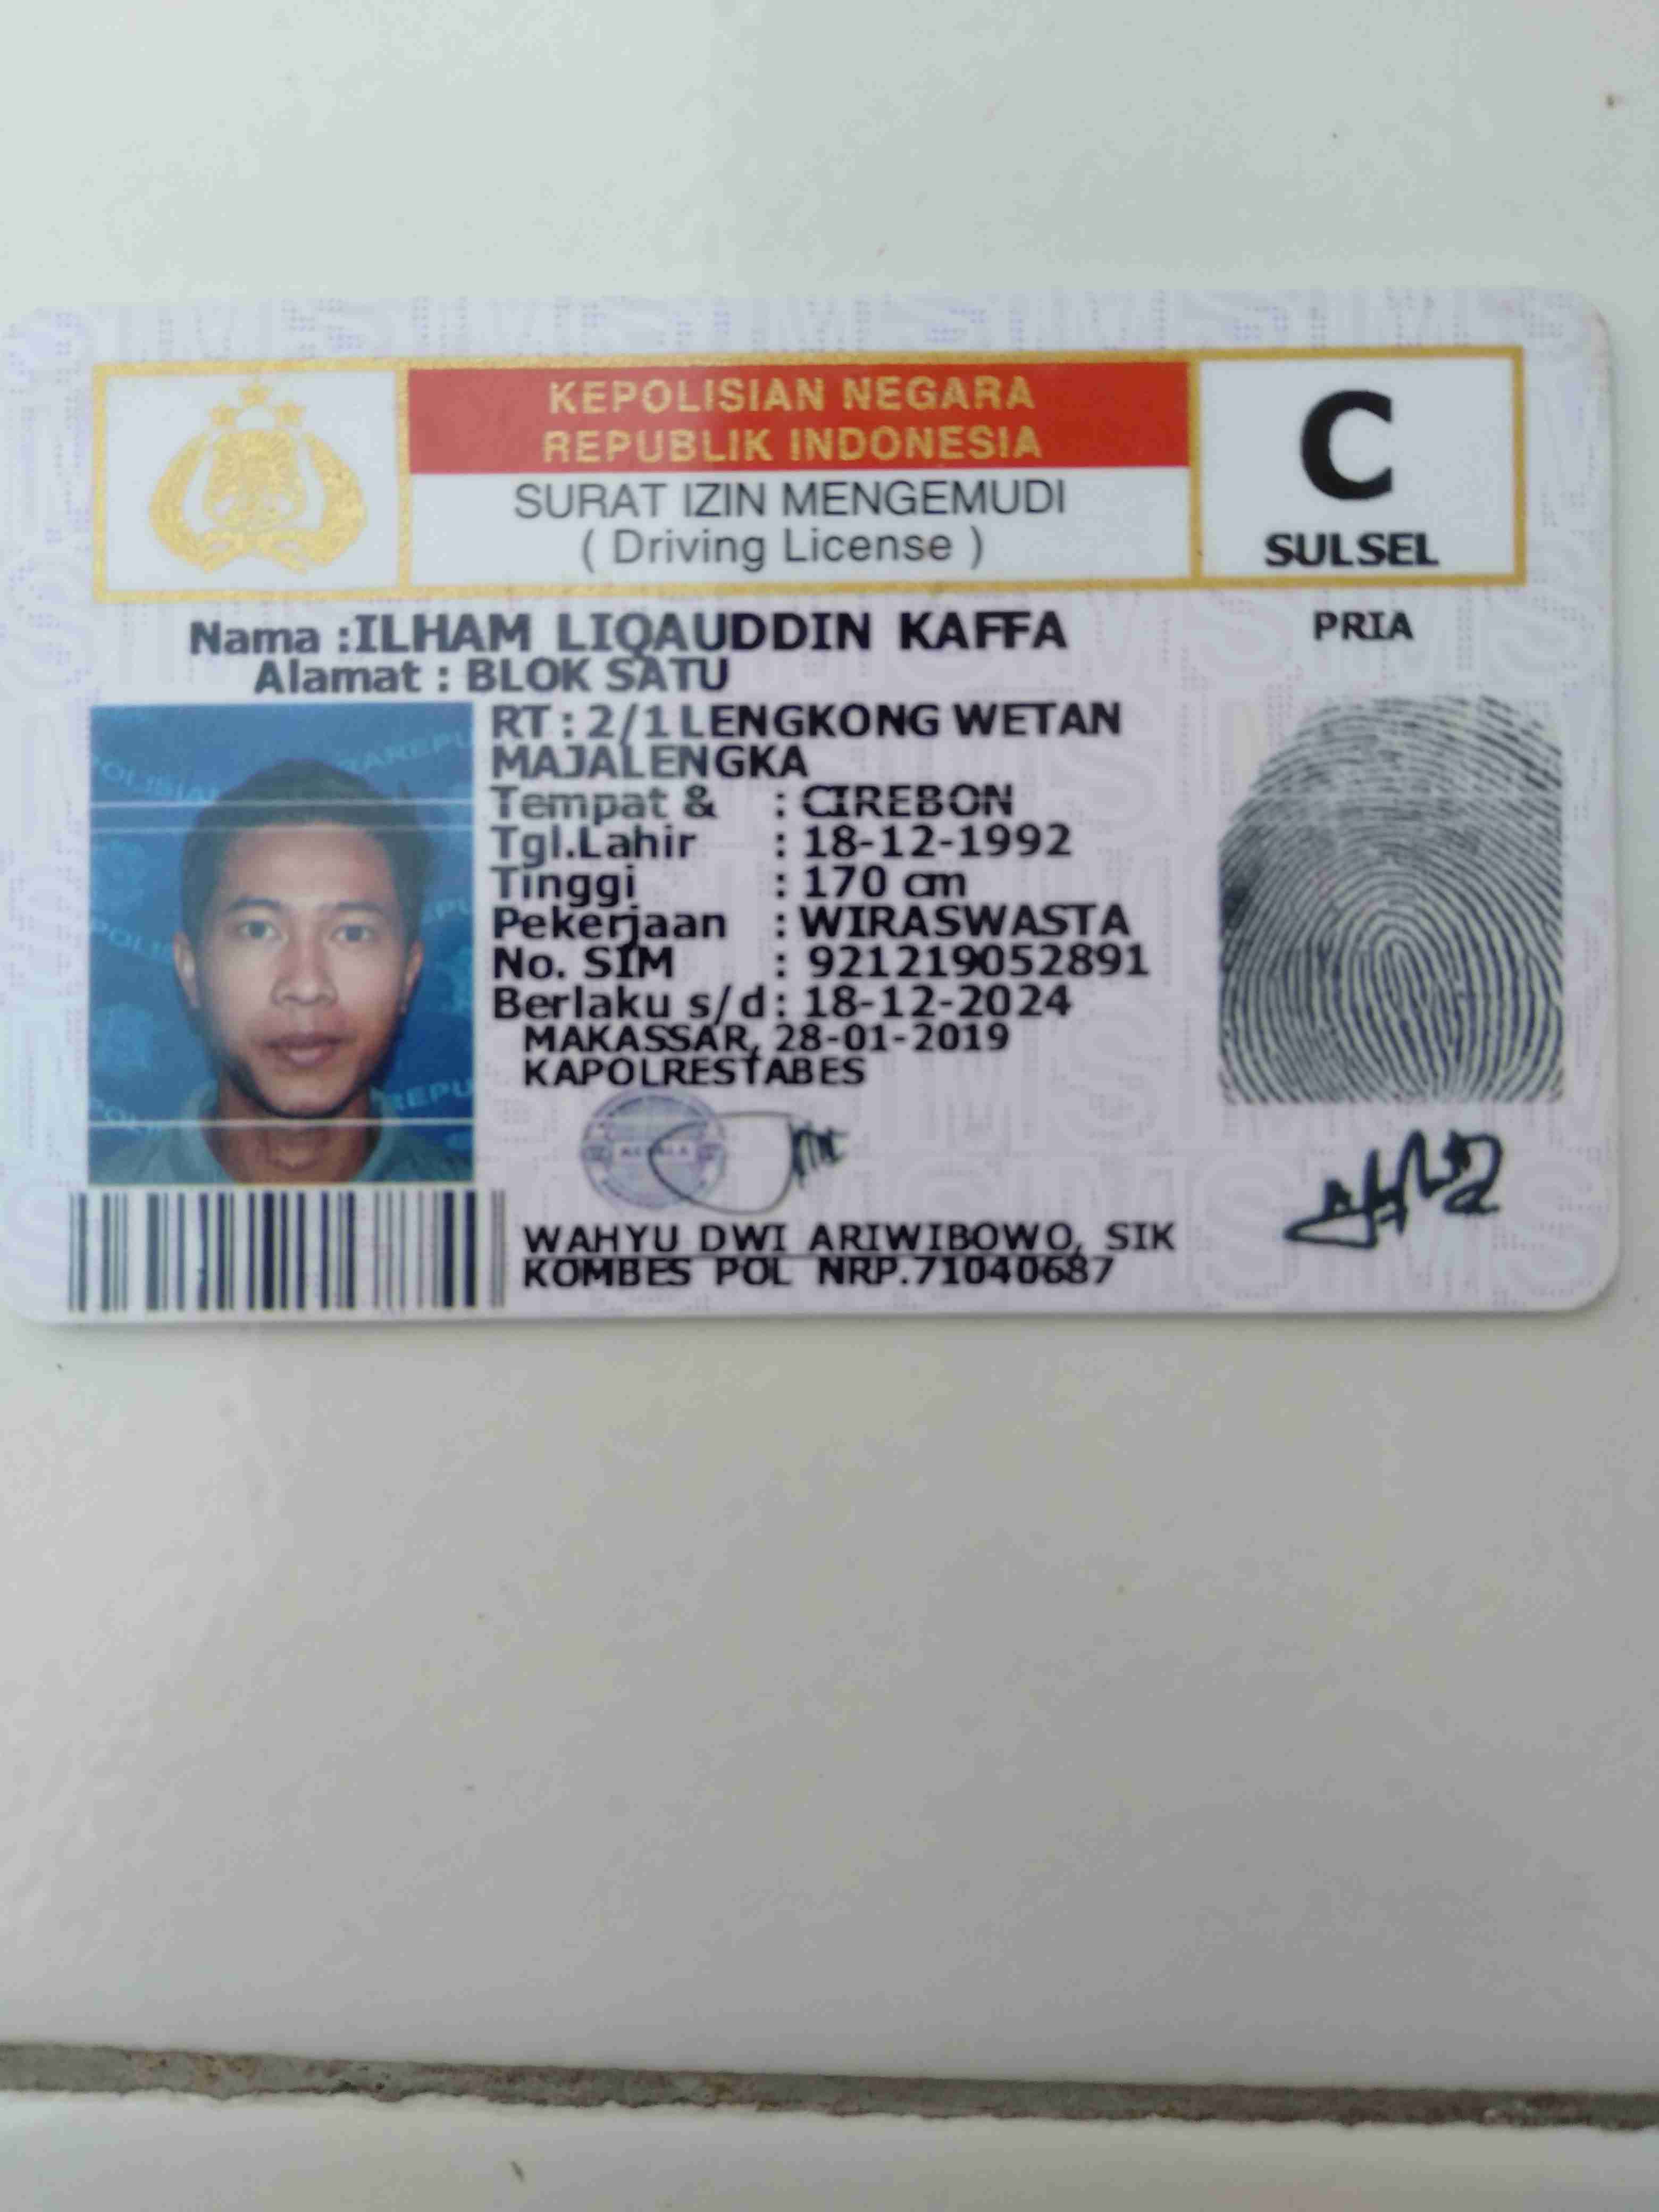 KEPOLISIAN NEGARA
REPUBLIK INDONESIA
SURAT IZIN MENGEMUDI
( Driving License )
C
SULSEL
Nama :ILHAM LIQAUDDIN KAFFA
PRIA
Alamat : BLOK SATU
RT : 2/1 LENGKONG WETAN
MAJALENGKA
Tempat & : CIREBON
Tgl.Lahir : 18-12-1992
Tinggi : 170 cm
Pekerjaan : WIRASWASTA
No. SIM : 921219052891
Berlaku s/d : 18-12-2024
MAKASSAR, 28-01-2019
KAPOLRESTABES
WAHYU DWI ARIWIBOWO, SIK
KOMBES POL NRP.71040687